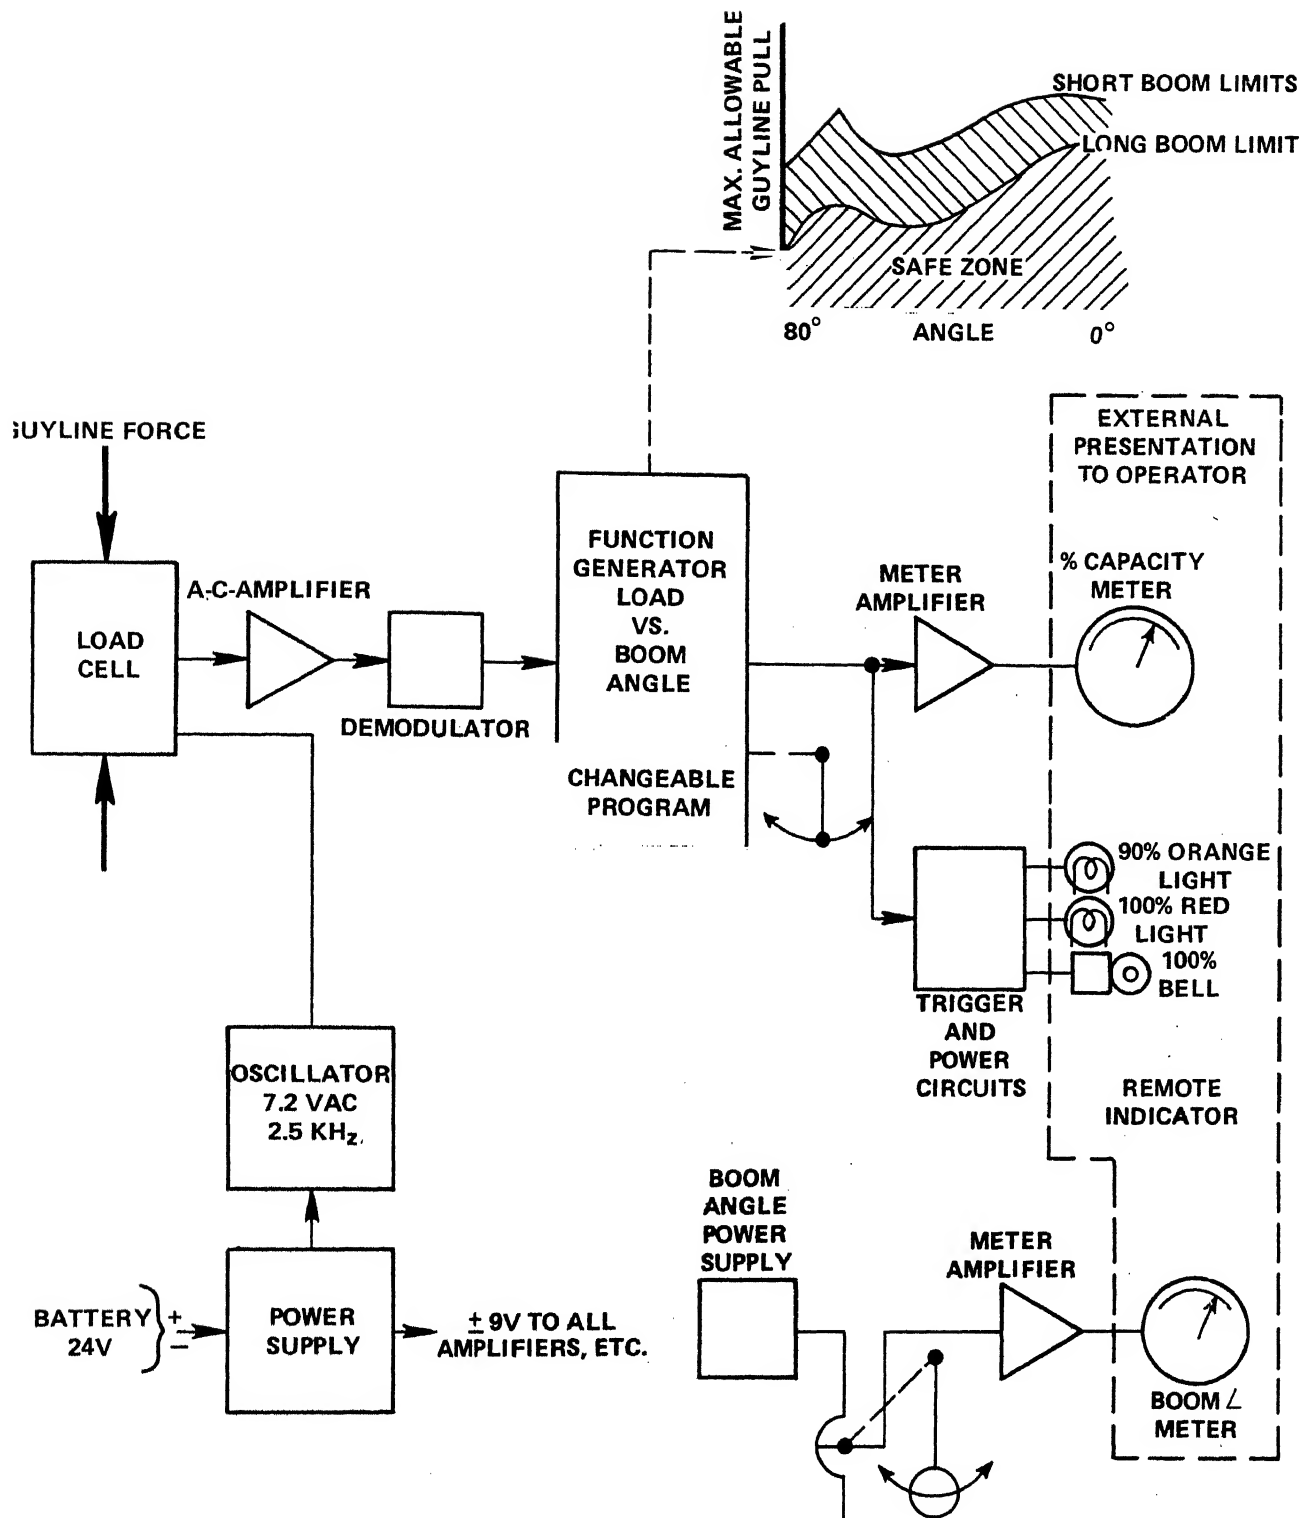 MAX. ALLOWABLE
GUYLINE PULL
SHORT BOOM LIMITS
LONG BOOM LIMIT
SAFE ZONE
80°
ANGLE
0°
GUYLINE FORCE
LOAD
CELL
A-C-AMPLIFIER
DEMODULATOR
FUNCTION
GENERATOR
LOAD
VS.
BOOM
ANGLE
CHANGEABLE
PROGRAM
METER
AMPLIFIER
EXTERNAL
PRESENTATION
TO OPERATOR
% CAPACITY
METER
90% ORANGE
LIGHT
100% RED
LIGHT
100%
BELL
TRIGGER
AND
POWER
CIRCUITS
REMOTE
INDICATOR
OSCILLATOR
7.2 VAC
2.5 KHz
BATTERY
24V
+
−
POWER
SUPPLY
± 9V TO ALL
AMPLIFIERS, ETC.
BOOM
ANGLE
POWER
SUPPLY
METER
AMPLIFIER
BOOM ∠
METER